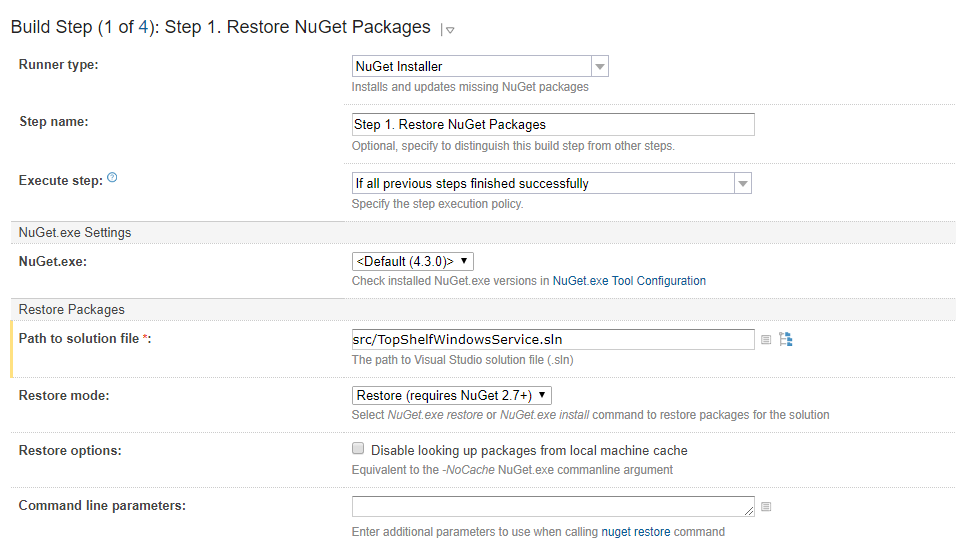 Build Step (1 of 4): Step 1. Restore NuGet Packages
Runner type:
NuGet Installer
Installs and updates missing NuGet packages
Step name:
Step 1. Restore NuGet Packages
Optional, specify to distinguish this build step from other steps.
Execute step:
If all previous steps finished successfully
Specify the step execution policy.
NuGet.exe Settings
NuGet.exe:
<Default (4.3.0)>
Check installed NuGet.exe versions in NuGet.exe Tool Configuration
Restore Packages
Path to solution file *:
src/TopShelfWindowsService.sln
The path to Visual Studio solution file (.sln)
Restore mode:
Restore (requires NuGet 2.7+)
Select NuGet.exe restore or NuGet.exe install command to restore packages for the solution
Restore options:
Disable looking up packages from local machine cache
Equivalent to the -NoCache NuGet.exe commanline argument
Command line parameters:
Enter additional parameters to use when calling nuget restore command